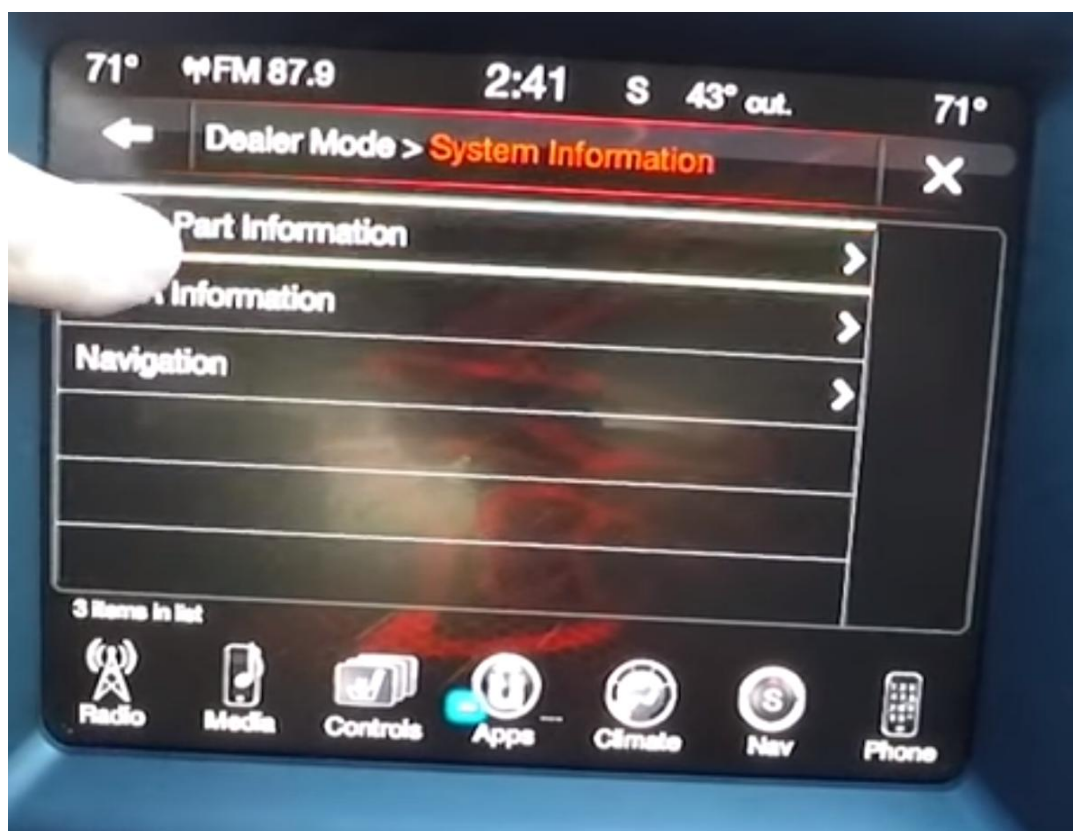 71° FM 87.9 2:41 S 43° out. 71°
Dealer Mode > System Information
Part Information
Information
Navigation
3 items in list
Radio Media Controls Apps Climate Nav Phone
S